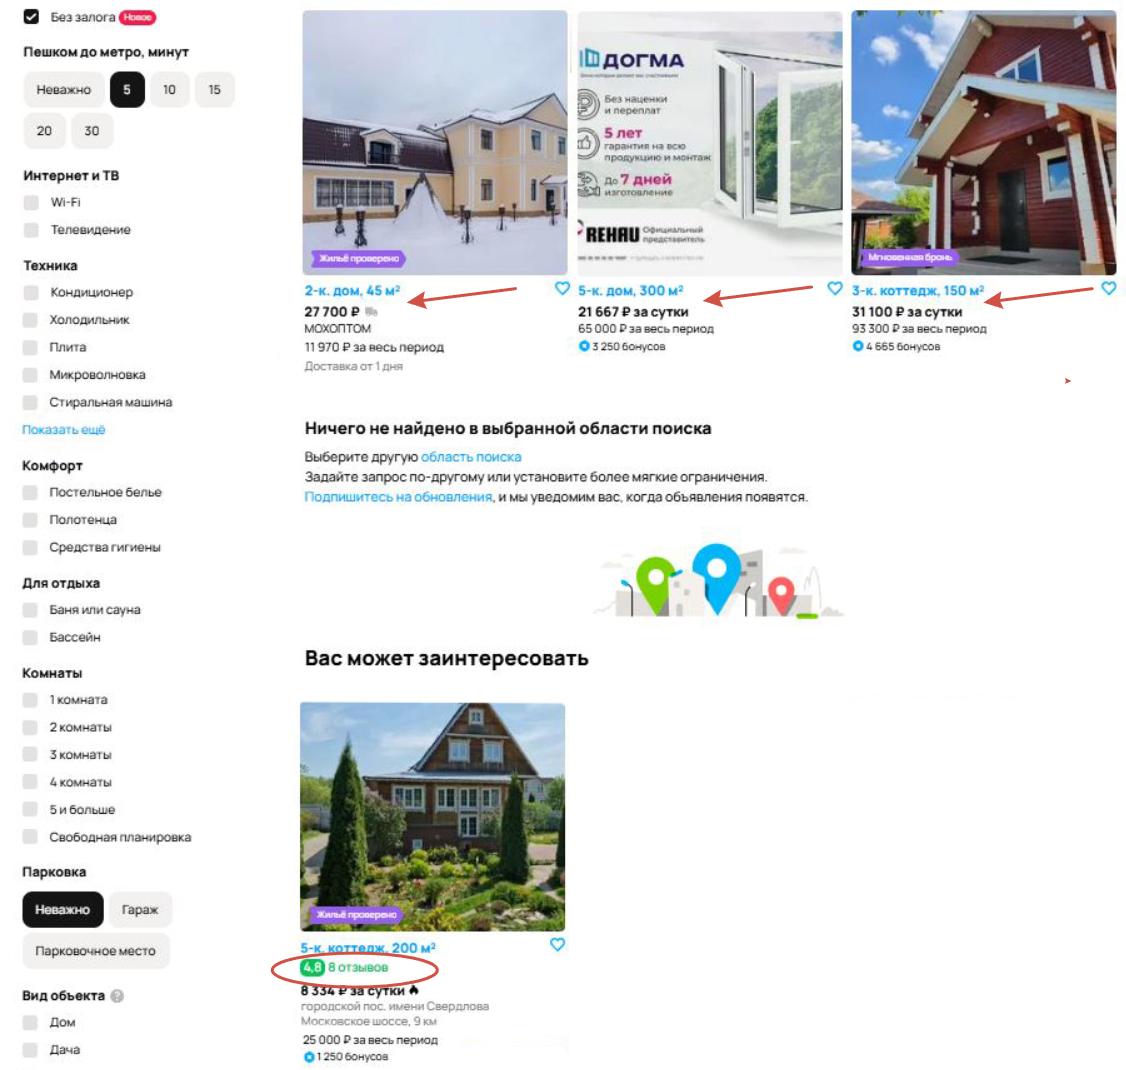 Без залога Новое
Пешком до метро, минут
Неважно 5 10 15
20 30
Интернет и ТВ
Wi-Fi
Телевидение
Техника
Кондиционер
Холодильник
Плита
Микроволновка
Стиральная машина
Показать ещё
Комфорт
Постельное белье
Полотенца
Средства гигиены
Для отдыха
Баня или сауна
Бассейн
Комнаты
1 комната
2 комнаты
3 комнаты
4 комнаты
5 и больше
Свободная планировка
Парковка
Неважно Гараж
Парковочное место
Вид объекта ?
Дом
Дача
Жильё проверено
2-к. дом, 45 м²
27 700 ₽
МОХОПТОМ
11 970 ₽ за весь период
Доставка от 1 дня
ДОГМА
Без наценки
и переплат
5 лет
гарантия на всю
продукцию и монтаж
До 7 дней
изготовление
REHAU Официальный
представитель
5-к. дом, 300 м²
21 667 ₽ за сутки
65 000 ₽ за весь период
3 250 бонусов
Мгновенная бронь
3-к. коттедж, 150 м²
31 100 ₽ за сутки
93 300 ₽ за весь период
4 665 бонусов
Ничего не найдено в выбранной области поиска
Выберите другую область поиска
Задайте запрос по-другому или установите более мягкие ограничения.
Подпишитесь на обновления, и мы уведомим вас, когда объявления появятся.
Вас может заинтересовать
Жильё проверено
5-к. коттедж, 200 м²
4,8 8 отзывов
8 334 ₽ за сутки
городской пос. имени Свердлова
Московское шоссе, 9 км
25 000 ₽ за весь период
1 250 бонусов